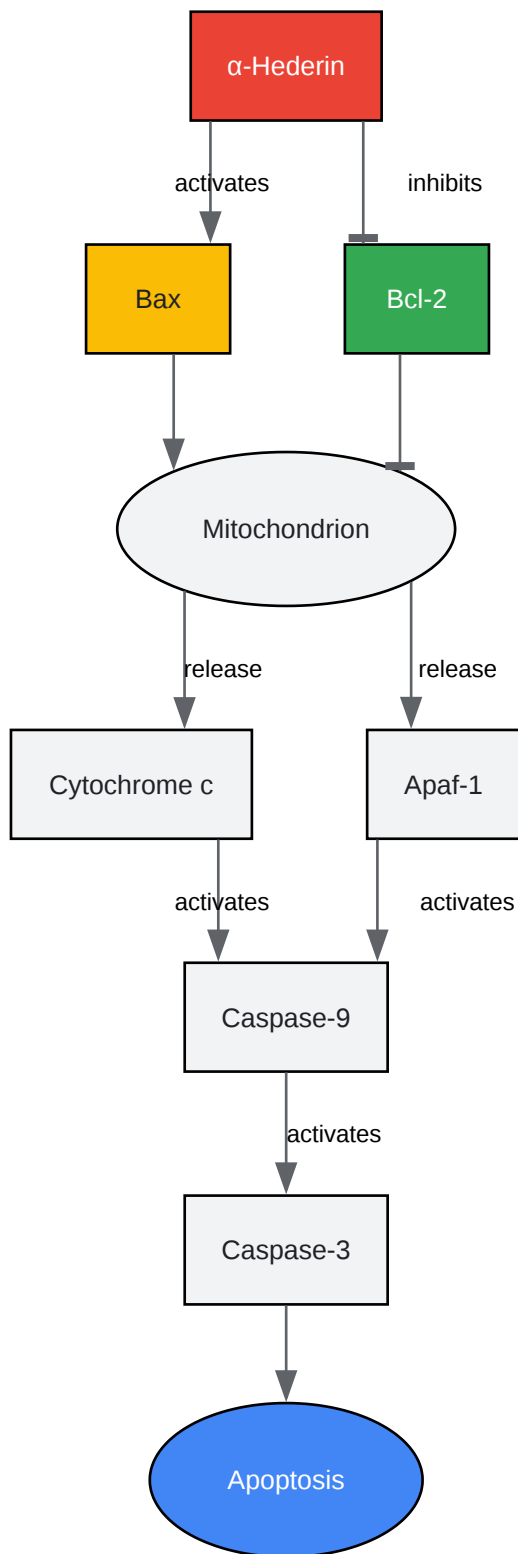 α-Hederin
activates
inhibits
Bax
Bcl-2
Mitochondrion
release
release
Cytochrome c
Apaf-1
activates
activates
Caspase-9
activates
Caspase-3
Apoptosis